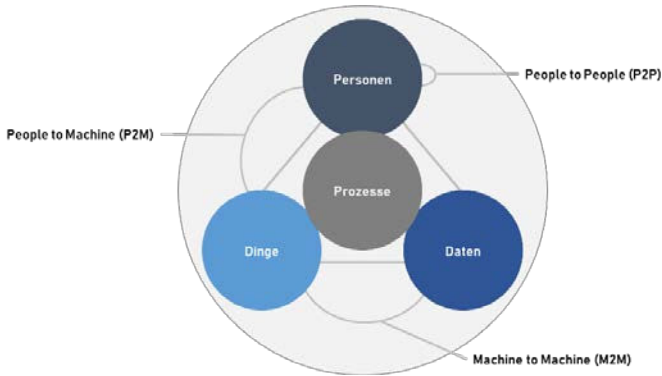 Personen
People to People (P2P)
People to Machine (P2M)
Prozesse
Dinge
Daten
Machine to Machine (M2M)